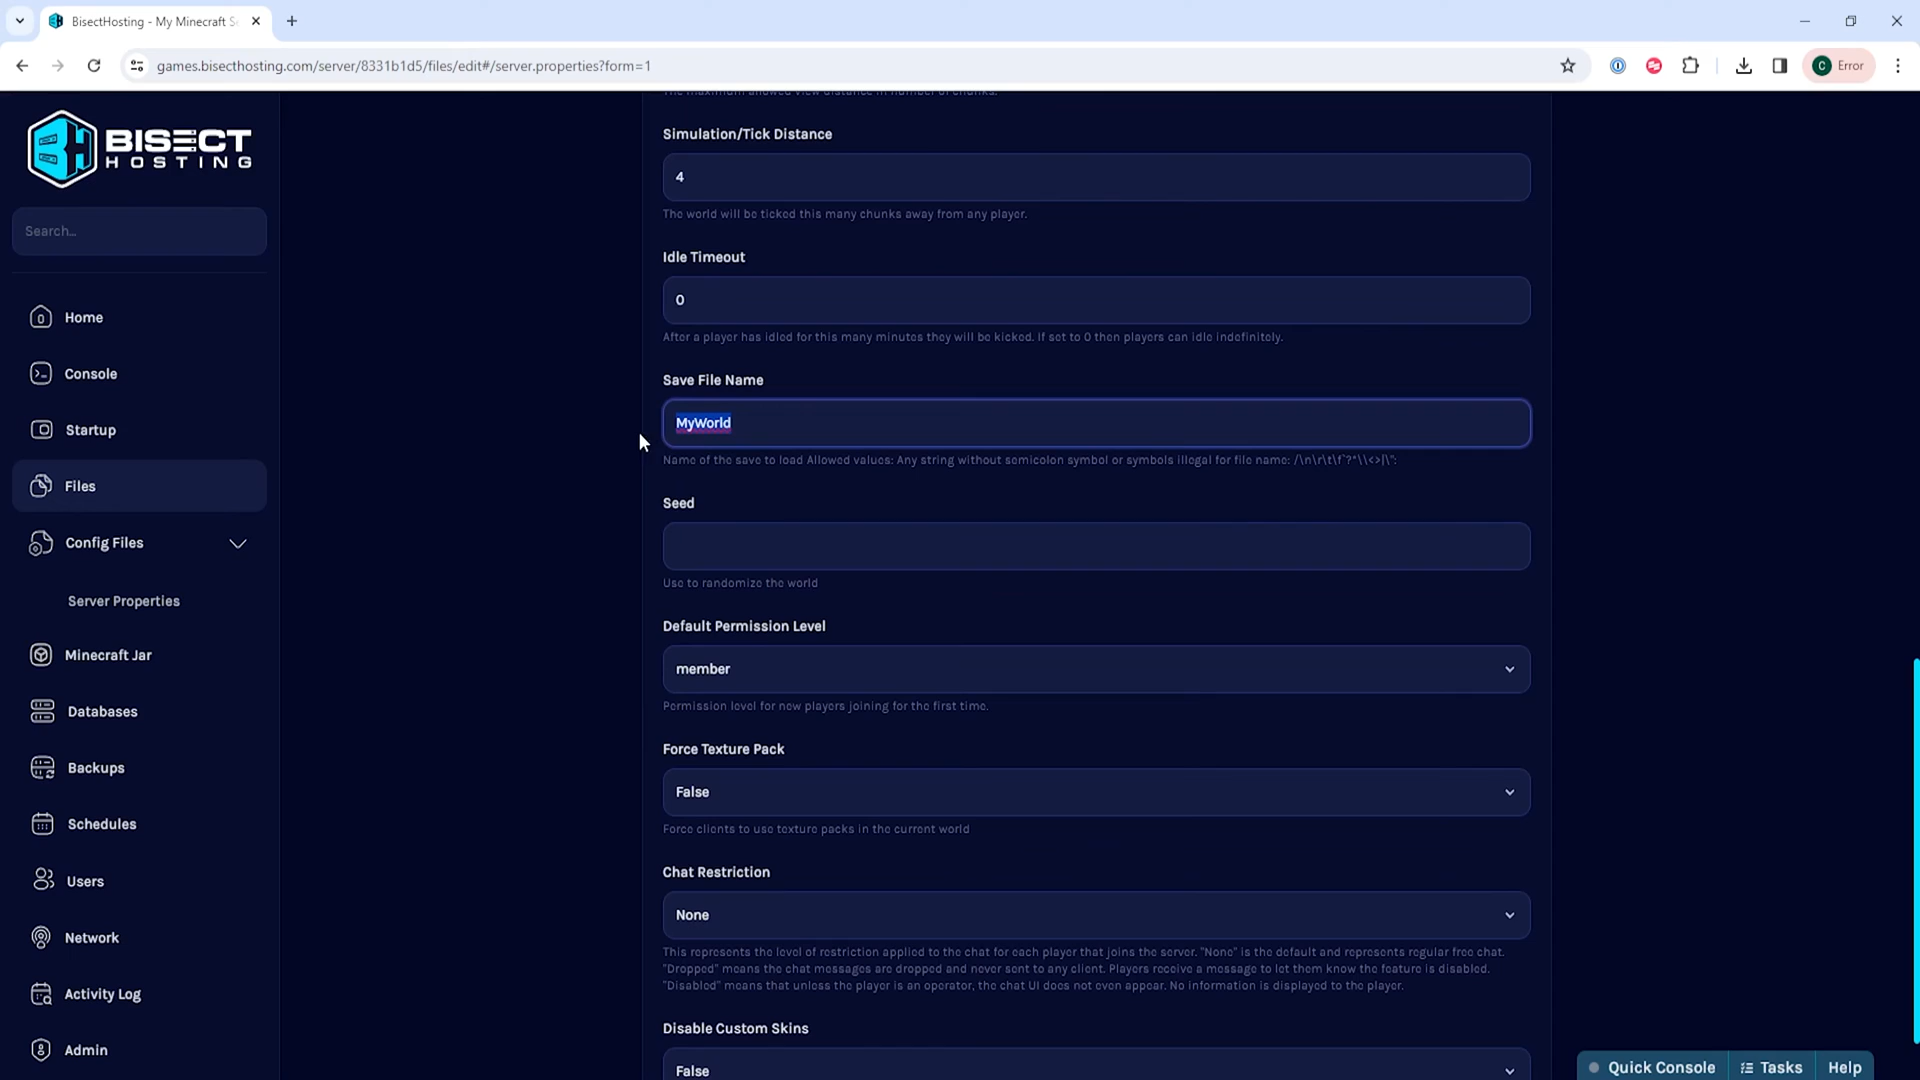 BisectHosting - My Minecraft S
games.bisecthosting.com/server/8331b1d5/files/edit#/server.properties?form=1
C Error
BISECT
HOSTING
Search...
Home
Console
Startup
Files
Config Files
Server Properties
Minecraft Jar
Databases
Backups
Schedules
Users
Network
Activity Log
Admin
The maximum allowed view distance in number of chunks.
Simulation/Tick Distance
4
The world will be ticked this many chunks away from any player.
Idle Timeout
0
After a player has idled for this many minutes they will be kicked. If set to 0 then players can idle indefinitely.
Save File Name
MyWorld
Name of the save to load Allowed values: Any string without semicolon symbol or symbols illegal for file name: /\n\r\t\f`?*\\<>|\":
Seed
Use to randomize the world
Default Permission Level
member
Permission level for new players joining for the first time.
Force Texture Pack
False
Force clients to use texture packs in the current world
Chat Restriction
None
This represents the level of restriction applied to the chat for each player that joins the server. "None" is the default and represents regular free chat.
"Dropped" means the chat messages are dropped and never sent to any client. Players receive a message to let them know the feature is disabled.
"Disabled" means that unless the player is an operator, the chat UI does not even appear. No information is displayed to the player.
Disable Custom Skins
False
Quick Console
Tasks
Help